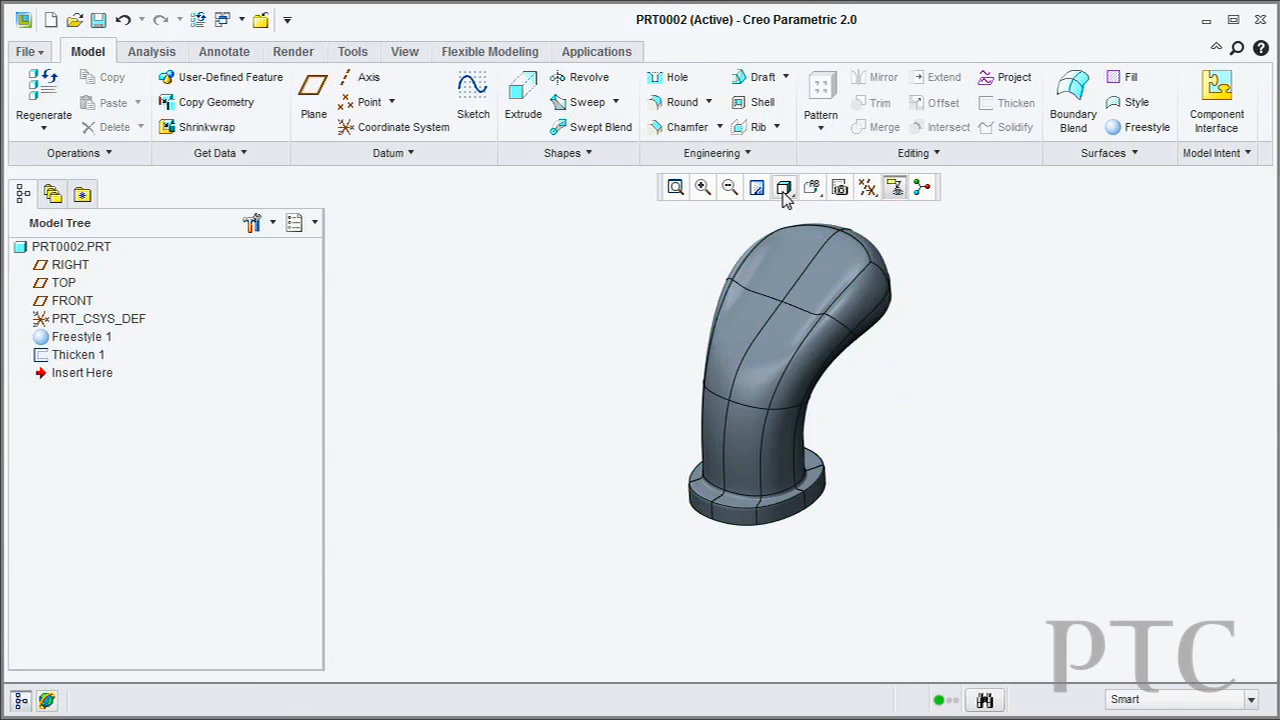 PRT0002 (Active) - Creo Parametric 2.0
File Model Analysis Annotate Render Tools View Flexible Modeling Applications
Regenerate
Copy
Paste
Delete
Operations
User-Defined Feature
Copy Geometry
Shrinkwrap
Get Data
Plane
Axis
Point
Coordinate System
Sketch
Datum
Extrude
Revolve
Sweep
Swept Blend
Shapes
Hole
Round
Chamfer
Draft
Shell
Rib
Engineering
Pattern
Mirror
Trim
Merge
Extend
Offset
Intersect
Project
Thicken
Solidify
Editing
Boundary
Blend
Fill
Style
Freestyle
Surfaces
Component
Interface
Model Intent
Model Tree
PRT0002.PRT
RIGHT
TOP
FRONT
PRT_CSYS_DEF
Freestyle 1
Thicken 1
Insert Here
PTC
Smart